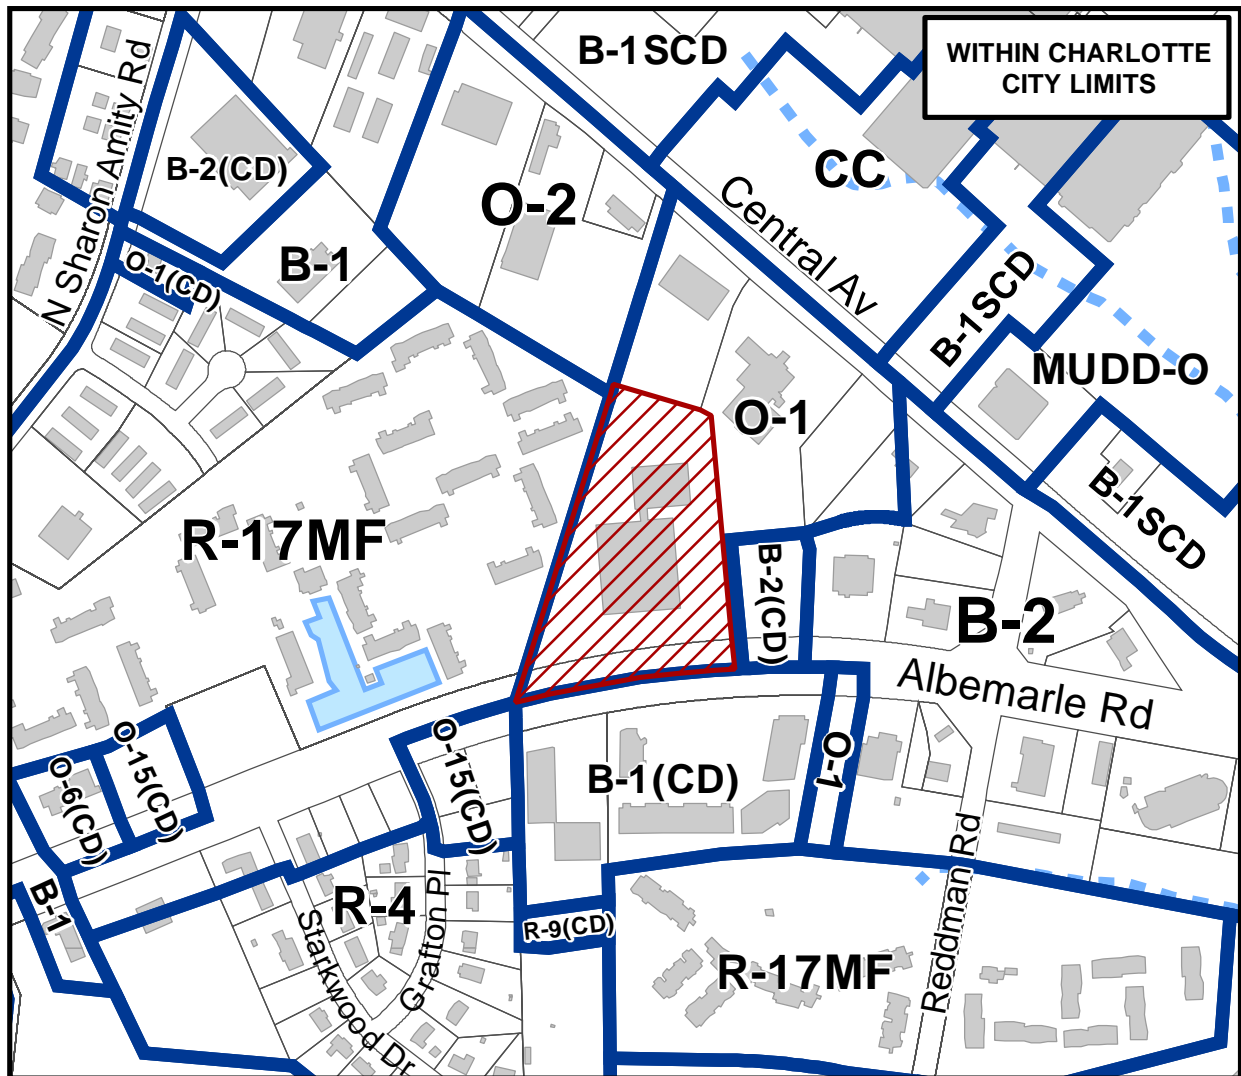 B-1SCD
WITHIN CHARLOTTE
CITY LIMITS
N Sharon Amity Rd
B-2(CD)
CC
O-2
Central Av
B-1
O-1(CD)
B-1SCD
MUDD-O
O-1
B-1SCD
R-17MF
B-2(CD)
B-2
Albemarle Rd
O-15(CD)
O-15(CD)
O-6(CD)
B-1(CD)
O-1
B-1
R-4
Grafton Pl
Starkwood Dr
R-9(CD)
Reddman Rd
R-17MF